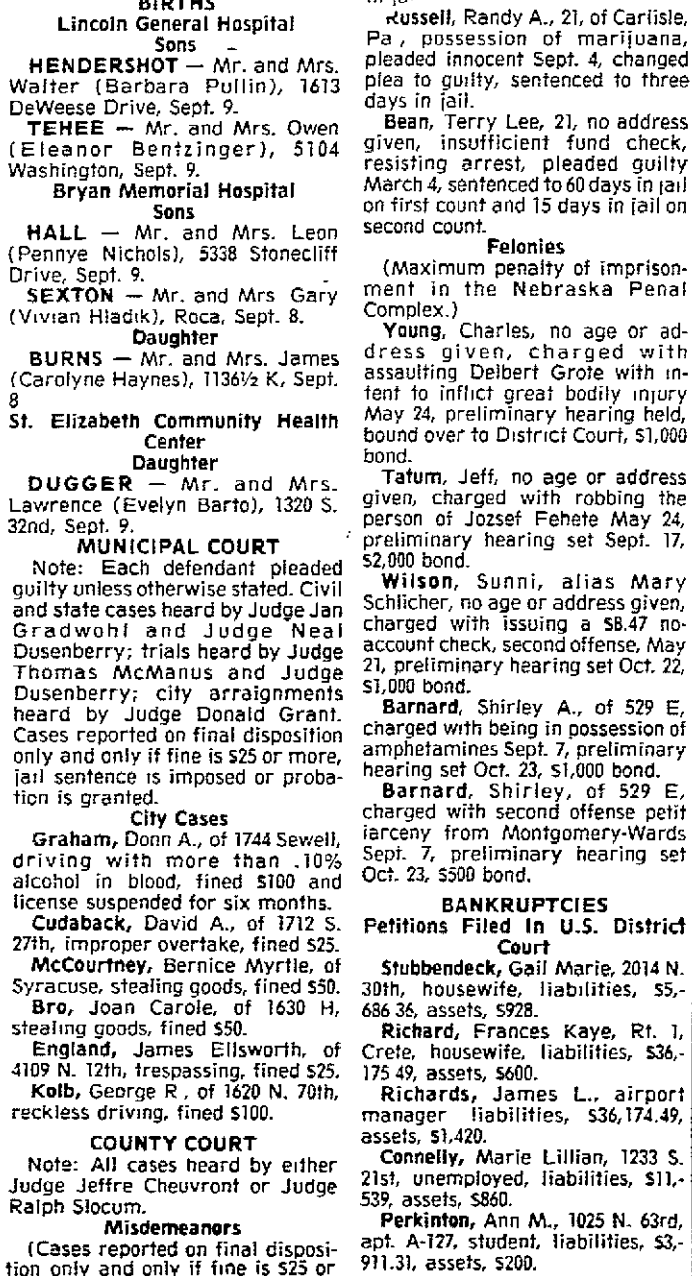 BIRTHS
Lincoln General Hospital
Sons
HENDERSHOT — Mr. and Mrs.
Walter (Barbara Pullin), 1613
DeWeese Drive, Sept. 9.
TEHEE — Mr. and Mrs. Owen
(Eleanor Bentzinger), 5104
Washington, Sept. 9.
Bryan Memorial Hospital
Sons
HALL — Mr. and Mrs. Leon
(Pennye Nichols), 5338 Stonecliff
Drive, Sept. 9.
SEXTON — Mr. and Mrs Gary
(Vivian Hladik), Roca, Sept. 8.
Daughter
BURNS — Mr. and Mrs. James
(Carolyne Haynes), 1136½ K, Sept.
8
St. Elizabeth Community Health
Center
Daughter
DUGGER — Mr. and Mrs.
Lawrence (Evelyn Barto), 1320 S.
32nd, Sept. 9.
MUNICIPAL COURT
Note: Each defendant pleaded
guilty unless otherwise stated. Civil
and state cases heard by Judge Jan
Gradwohl and Judge Neal
Dusenberry; trials heard by Judge
Thomas McManus and Judge
Dusenberry; city arraignments
heard by Judge Donald Grant.
Cases reported on final disposition
only and only if fine is $25 or more,
jail sentence is imposed or proba-
tion is granted.
City Cases
Graham, Donn A., of 1744 Sewell,
driving with more than .10%
alcohol in blood, fined $100 and
license suspended for six months.
Cudaback, David A., of 1712 S.
27th, improper overtake, fined $25.
McCourtney, Bernice Myrtle, of
Syracuse, stealing goods, fined $50.
Bro, Joan Carole, of 1630 H,
stealing goods, fined $50.
England, James Ellsworth, of
4109 N. 12th, trespassing, fined $25.
Kolb, George R , of 1620 N. 70th,
reckless driving, fined $100.
COUNTY COURT
Note: All cases heard by either
Judge Jeffre Cheuvront or Judge
Ralph Slocum.
Misdemeanors
(Cases reported on final disposi-
tion only and only if fine is $25 or
Russell, Randy A., 21, of Carlisle,
Pa , possession of marijuana,
pleaded innocent Sept. 4, changed
plea to guilty, sentenced to three
days in jail.
Bean, Terry Lee, 21, no address
given, insufficient fund check,
resisting arrest, pleaded guilty
March 4, sentenced to 60 days in jail
on first count and 15 days in jail on
second count.
Felonies
(Maximum penalty of imprison-
ment in the Nebraska Penal
Complex.)
Young, Charles, no age or ad-
dress given, charged with
assaulting Delbert Grote with in-
tent to inflict great bodily injury
May 24, preliminary hearing held,
bound over to District Court, $1,000
bond.
Tatum, Jeff, no age or address
given, charged with robbing the
person of Jozsef Fehete May 24,
preliminary hearing set Sept. 17,
$2,000 bond.
Wilson, Sunni, alias Mary
Schlicher, no age or address given,
charged with issuing a $8.47 no-
account check, second offense, May
21, preliminary hearing set Oct. 22,
$1,000 bond.
Barnard, Shirley A., of 529 E,
charged with being in possession of
amphetamines Sept. 7, preliminary
hearing set Oct. 23, $1,000 bond.
Barnard, Shirley, of 529 E,
charged with second offense petit
larceny from Montgomery-Wards
Sept. 7, preliminary hearing set
Oct. 23, $500 bond.
BANKRUPTCIES
Petitions Filed In U.S. District
Court
Stubbendeck, Gail Marie, 2014 N.
30th, housewife, liabilities, $5,-
686 36, assets, $928.
Richard, Frances Kaye, Rt. 1,
Crete, housewife, liabilities, $36,-
175 49, assets, $600.
Richards, James L., airport
manager liabilities, $36,174.49,
assets, $1,420.
Connelly, Marie Lillian, 1233 S.
21st, unemployed, liabilities, $11,-
539, assets, $860.
Perkinton, Ann M., 1025 N. 63rd,
apt. A-127, student, liabilities, $3,-
911.31, assets, $200.